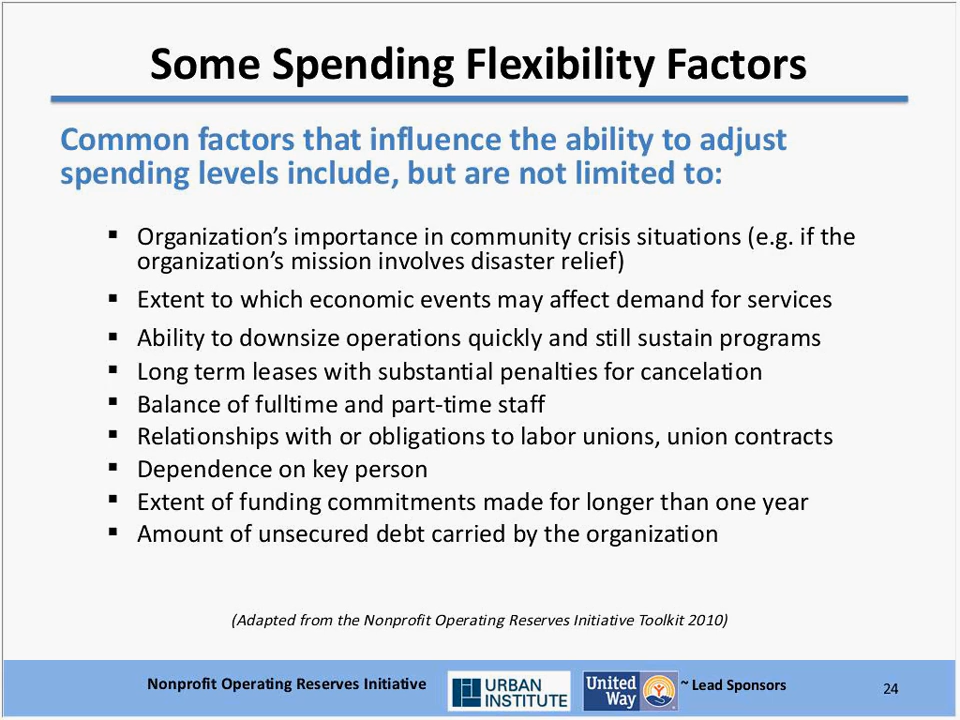 Some Spending Flexibility Factors
Common factors that influence the ability to adjust
spending levels include, but are not limited to:
▪ Organization's importance in community crisis situations (e.g. if the
organization's mission involves disaster relief)
▪ Extent to which economic events may affect demand for services
▪ Ability to downsize operations quickly and still sustain programs
▪ Long term leases with substantial penalties for cancelation
▪ Balance of fulltime and part-time staff
▪ Relationships with or obligations to labor unions, union contracts
▪ Dependence on key person
▪ Extent of funding commitments made for longer than one year
▪ Amount of unsecured debt carried by the organization
(Adapted from the Nonprofit Operating Reserves Initiative Toolkit 2010)
Nonprofit Operating Reserves Initiative
URBAN
INSTITUTE
United
Way
~ Lead Sponsors
24